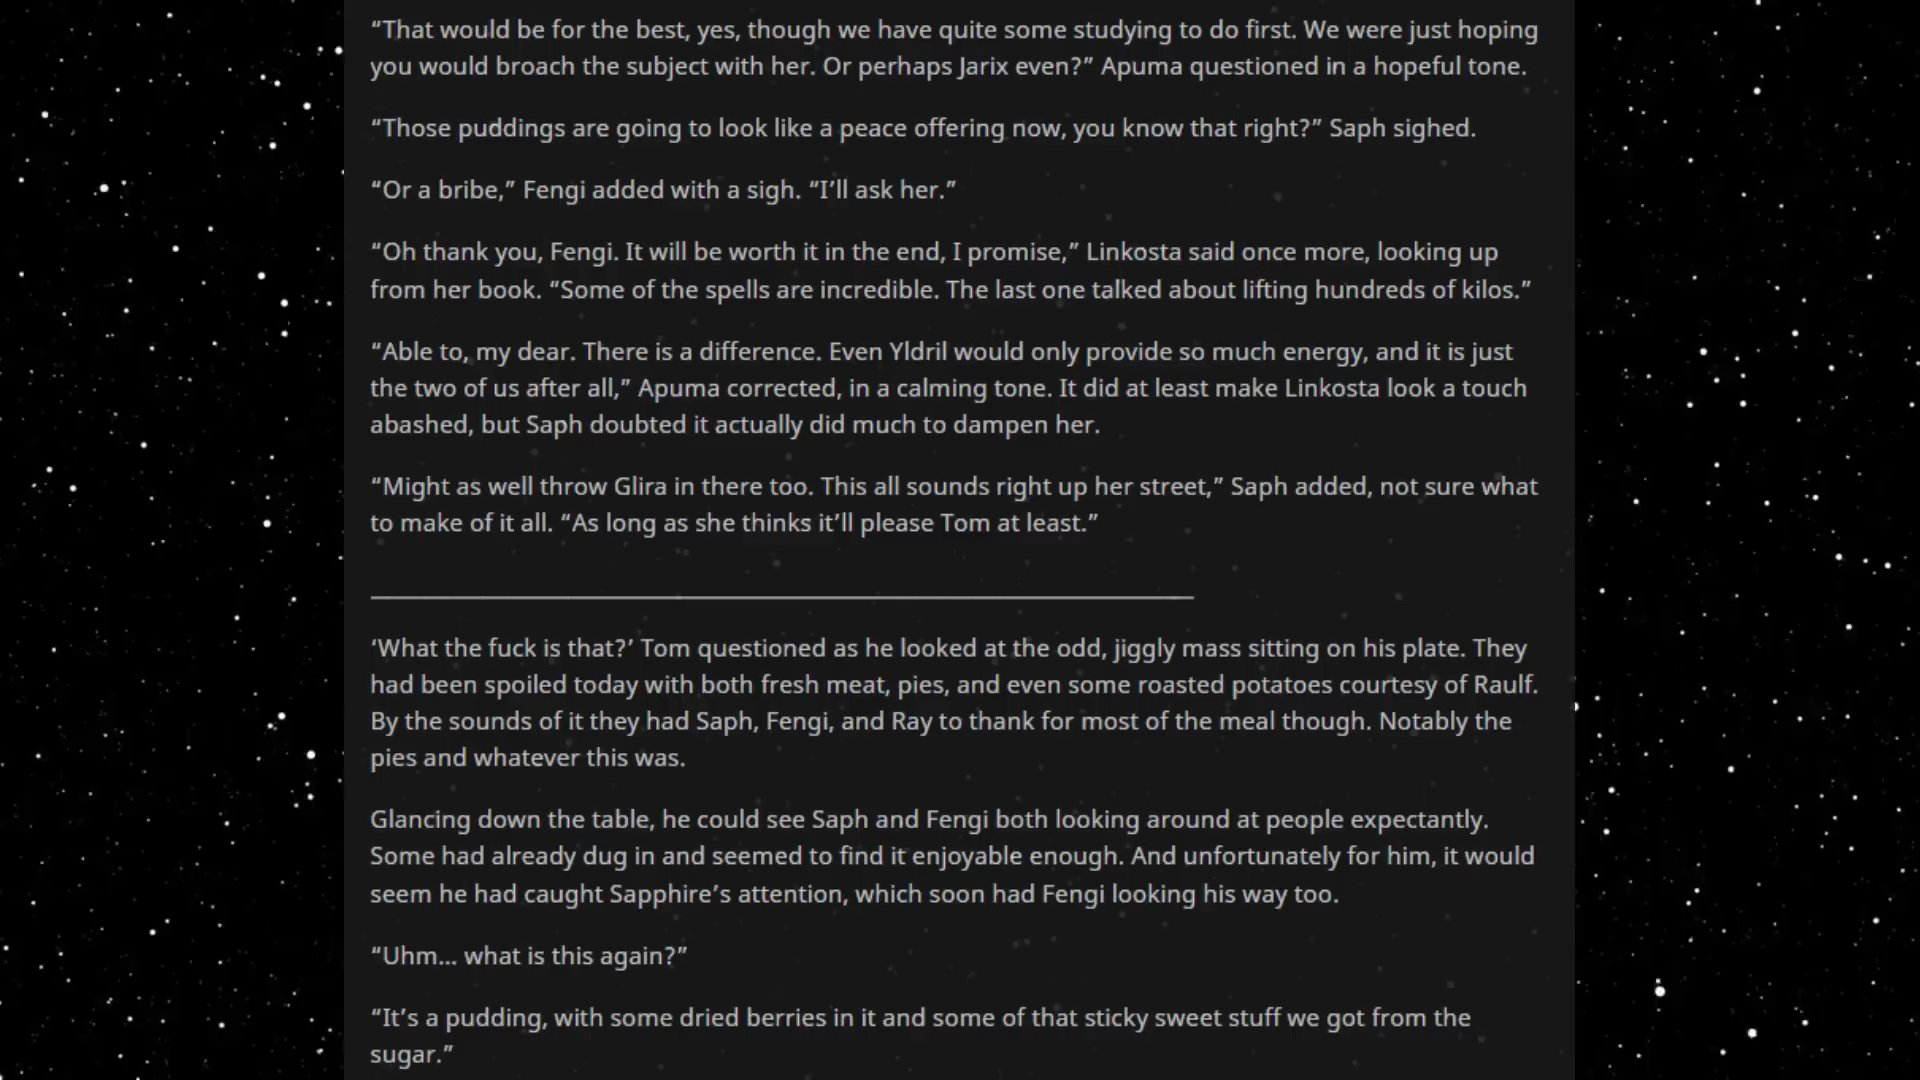 “That would be for the best, yes, though we have quite some studying to do first. We were just hoping
you would broach the subject with her. Or perhaps Jarix even?” Apuma questioned in a hopeful tone.
“Those puddings are going to look like a peace offering now, you know that right?” Saph sighed.
“Or a bribe,” Fengi added with a sigh. “I’ll ask her.”
“Oh thank you, Fengi. It will be worth it in the end, I promise,” Linkosta said once more, looking up
from her book. “Some of the spells are incredible. The last one talked about lifting hundreds of kilos.”
“Able to, my dear. There is a difference. Even Yldril would only provide so much energy, and it is just
the two of us after all,” Apuma corrected, in a calming tone. It did at least make Linkosta look a touch
abashed, but Saph doubted it actually did much to dampen her.
“Might as well throw Glira in there too. This all sounds right up her street,” Saph added, not sure what
to make of it all. “As long as she thinks it’ll please Tom at least.”
‘What the fuck is that?’ Tom questioned as he looked at the odd, jiggly mass sitting on his plate. They
had been spoiled today with both fresh meat, pies, and even some roasted potatoes courtesy of Raulf.
By the sounds of it they had Saph, Fengi, and Ray to thank for most of the meal though. Notably the
pies and whatever this was.
Glancing down the table, he could see Saph and Fengi both looking around at people expectantly.
Some had already dug in and seemed to find it enjoyable enough. And unfortunately for him, it would
seem he had caught Sapphire’s attention, which soon had Fengi looking his way too.
“Uhm... what is this again?”
“It’s a pudding, with some dried berries in it and some of that sticky sweet stuff we got from the
sugar.”